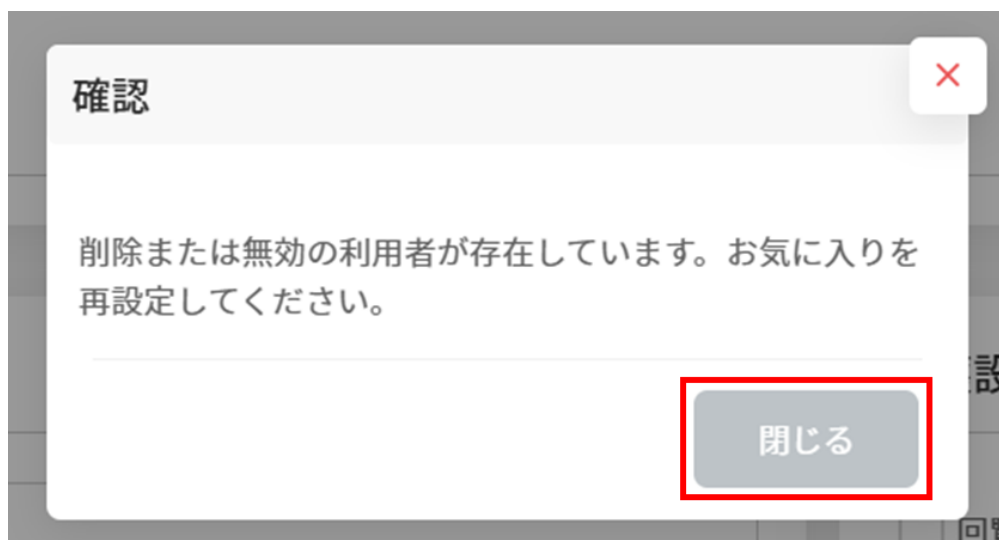 確認
削除または無効の利用者が存在しています。お気に入りを
再設定してください。
設
閉じる